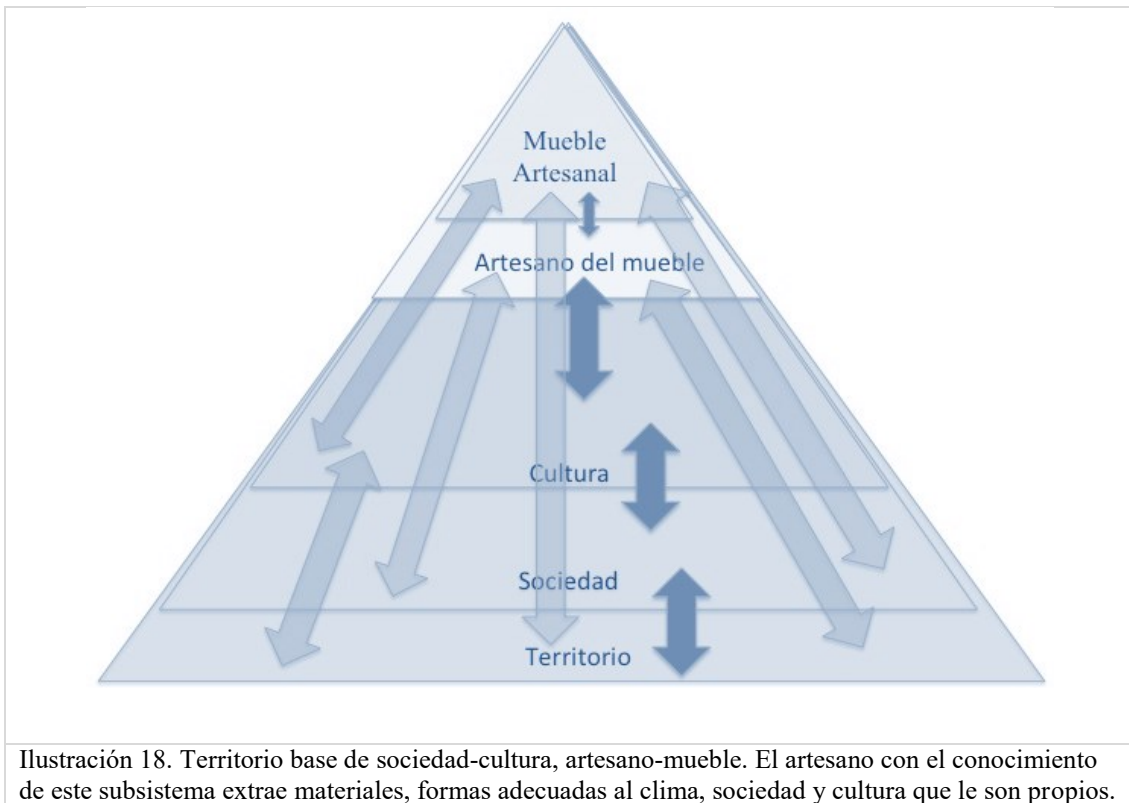 Mueble
Artesanal
Artesano del mueble
Cultura
Sociedad
Territorio
Ilustración 18. Territorio base de sociedad-cultura, artesano-mueble. El artesano con el conocimiento
de este subsistema extrae materiales, formas adecuadas al clima, sociedad y cultura que le son propios.